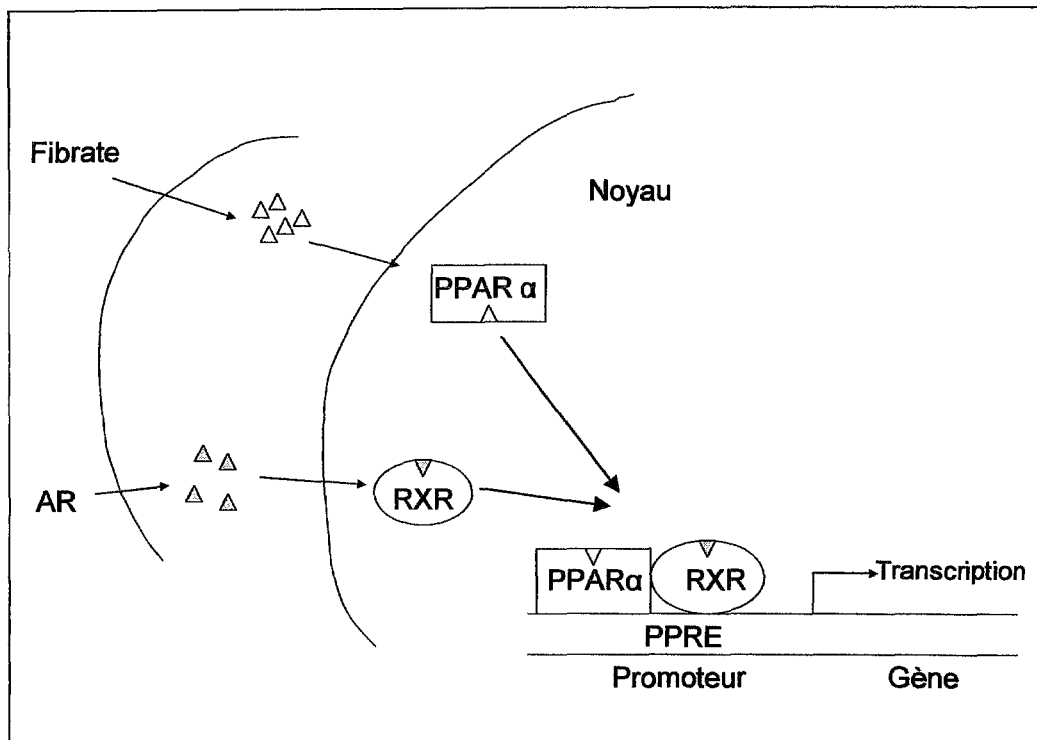 Fibrate
Noyau
PPAR α
AR
RXR
PPARα
RXR
Transcription
PPRE
Promoteur
Gène